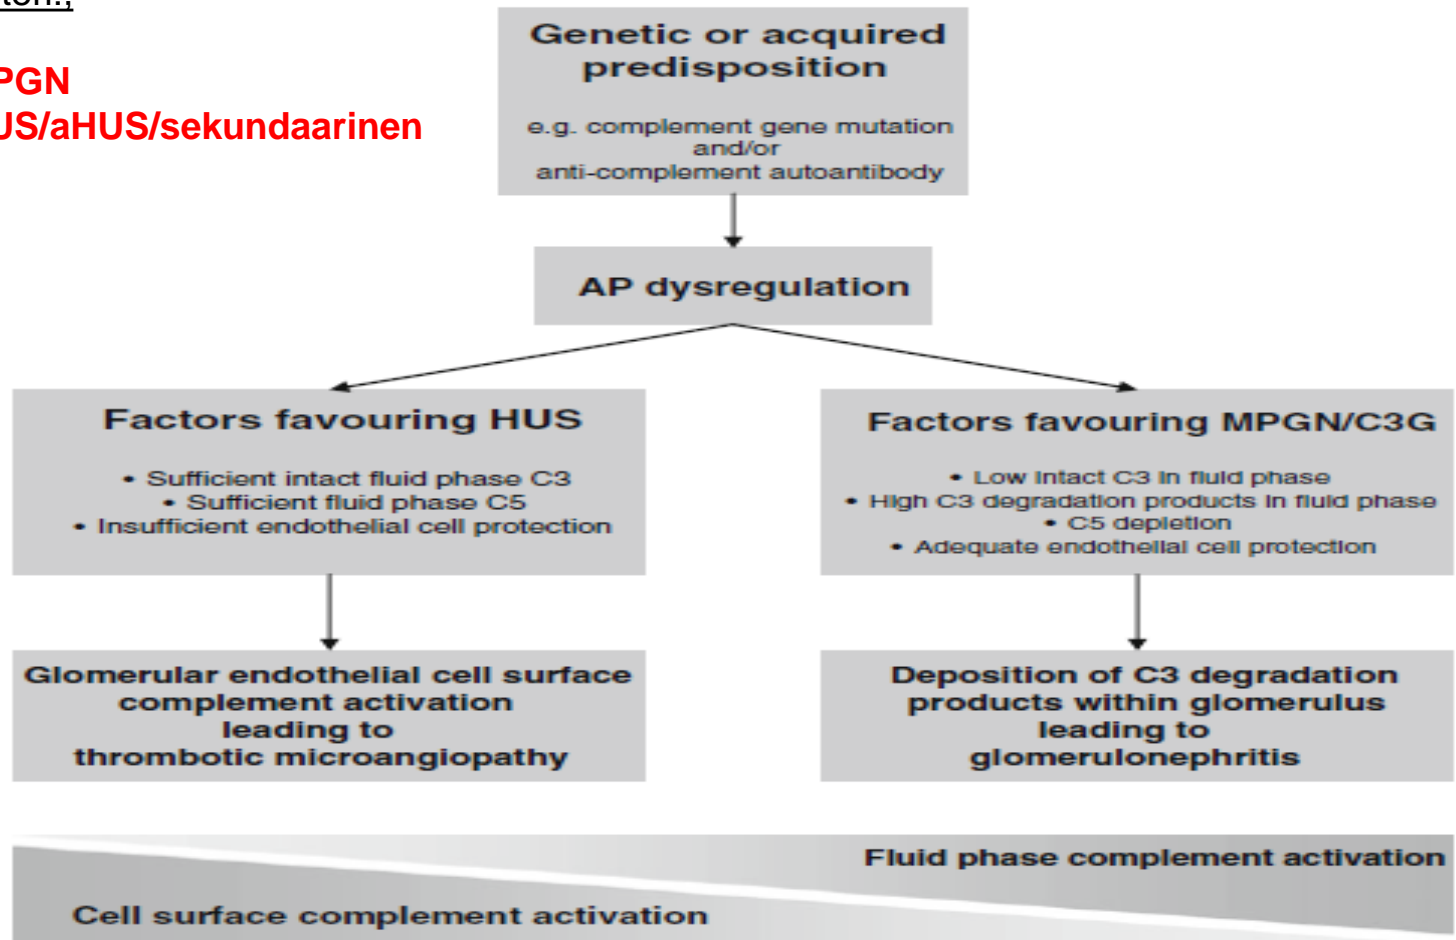 PGN
US/aHUS/sekundaarinen
Genetic or acquired
predisposition
e.g. complement gene mutation
and/or
anti-complement autoantibody
AP dysregulation
Factors favouring HUS
• Sufficient intact fluid phase C3
• Sufficient fluid phase C5
• Insufficient endothelial cell protection
Factors favouring MPGN/C3G
• Low intact C3 in fluid phase
• High C3 degradation products in fluid phase
• C5 depletion
• Adequate endothelial cell protection
Glomerular endothelial cell surface
complement activation
leading to
thrombotic microangiopathy
Deposition of C3 degradation
products within glomerulus
leading to
glomerulonephritis
Fluid phase complement activation
Cell surface complement activation